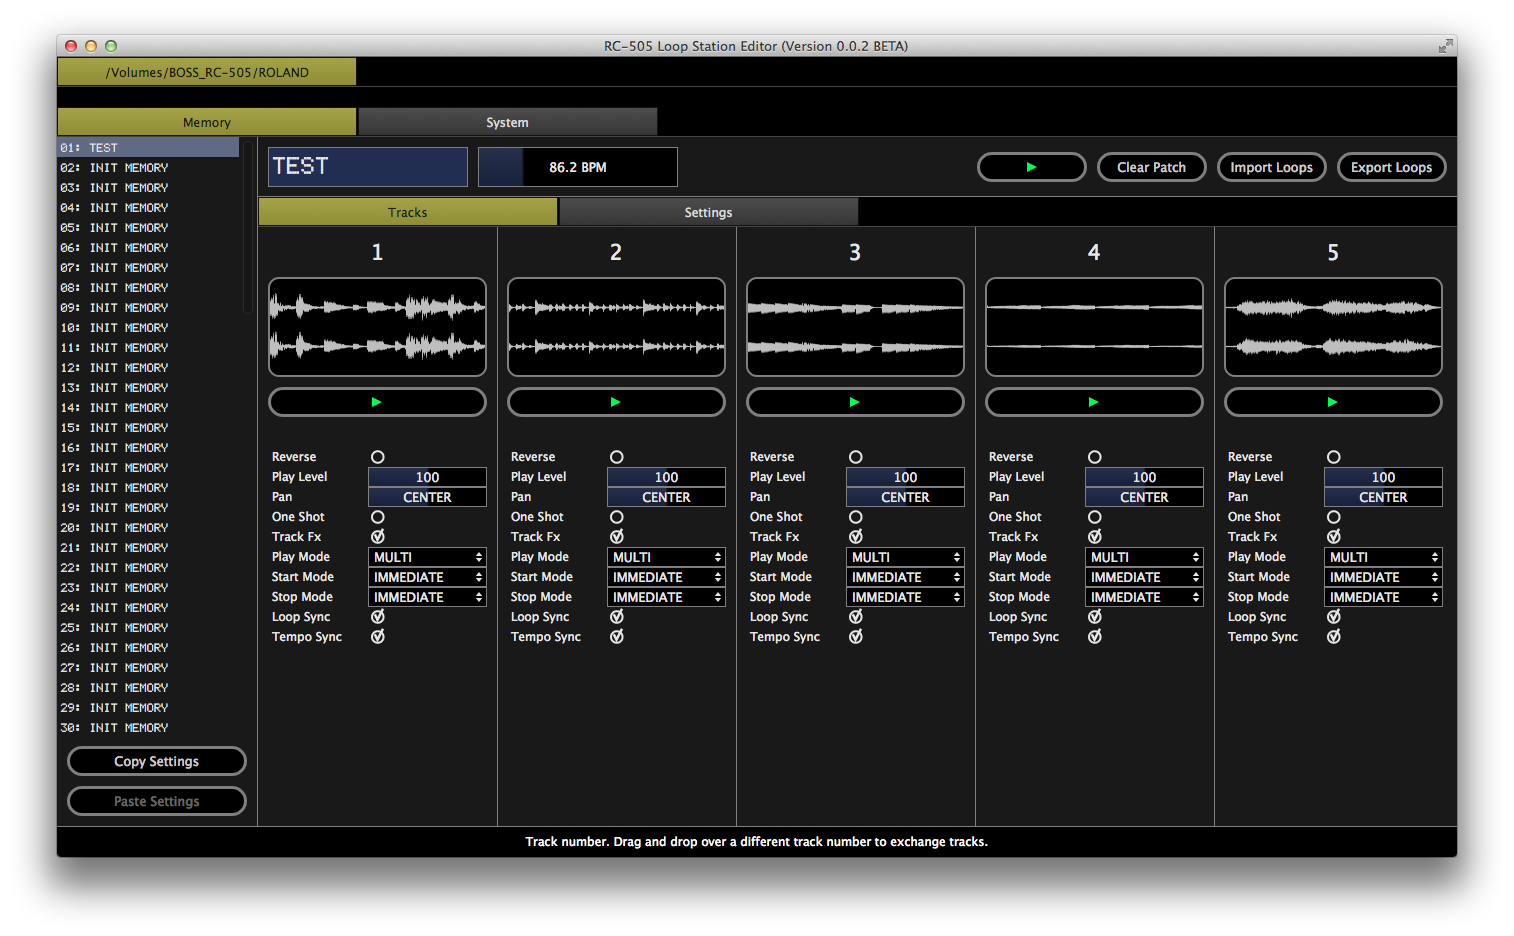 RC-505 Loop Station Editor (Version 0.0.2 BETA)
/Volumes/BOSS_RC-505/ROLAND
Memory System
01: TEST
02: INIT MEMORY
03: INIT MEMORY
04: INIT MEMORY
05: INIT MEMORY
06: INIT MEMORY
07: INIT MEMORY
08: INIT MEMORY
09: INIT MEMORY
10: INIT MEMORY
11: INIT MEMORY
12: INIT MEMORY
13: INIT MEMORY
14: INIT MEMORY
15: INIT MEMORY
16: INIT MEMORY
17: INIT MEMORY
18: INIT MEMORY
19: INIT MEMORY
20: INIT MEMORY
21: INIT MEMORY
22: INIT MEMORY
23: INIT MEMORY
24: INIT MEMORY
25: INIT MEMORY
26: INIT MEMORY
27: INIT MEMORY
28: INIT MEMORY
29: INIT MEMORY
30: INIT MEMORY
Copy Settings
Paste Settings
TEST 86.2 BPM Clear Patch Import Loops Export Loops
Tracks Settings
1
Reverse
Play Level 100
Pan CENTER
One Shot
Track Fx
Play Mode MULTI
Start Mode IMMEDIATE
Stop Mode IMMEDIATE
Loop Sync
Tempo Sync
2
Reverse
Play Level 100
Pan CENTER
One Shot
Track Fx
Play Mode MULTI
Start Mode IMMEDIATE
Stop Mode IMMEDIATE
Loop Sync
Tempo Sync
3
Reverse
Play Level 100
Pan CENTER
One Shot
Track Fx
Play Mode MULTI
Start Mode IMMEDIATE
Stop Mode IMMEDIATE
Loop Sync
Tempo Sync
4
Reverse
Play Level 100
Pan CENTER
One Shot
Track Fx
Play Mode MULTI
Start Mode IMMEDIATE
Stop Mode IMMEDIATE
Loop Sync
Tempo Sync
5
Reverse
Play Level 100
Pan CENTER
One Shot
Track Fx
Play Mode MULTI
Start Mode IMMEDIATE
Stop Mode IMMEDIATE
Loop Sync
Tempo Sync
Track number. Drag and drop over a different track number to exchange tracks.